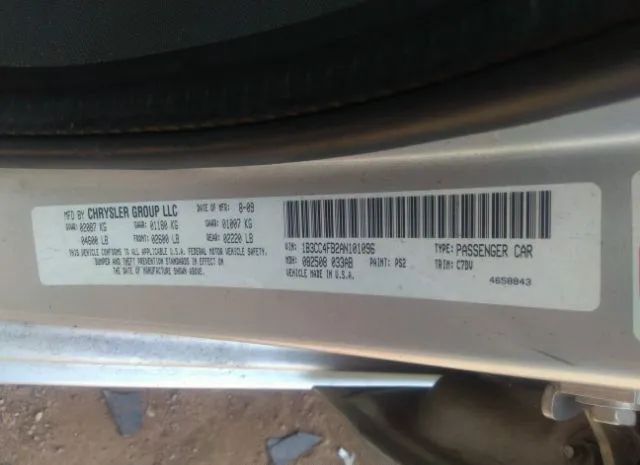 MFD BY CHRYSLER GROUP LLC DATE OF MFR: 8-09
GVWR: 02087 KG GAWR: 01180 KG GAWR: 01007 KG
04600 LB FRONT: 02600 LB REAR: 02220 LB
THIS VEHICLE CONFORMS TO ALL APPLICABLE FEDERAL MOTOR VEHICLE SAFETY,
BUMPER AND THEFT PREVENTION STANDARDS IN EFFECT ON
THE DATE OF MANUFACTURE SHOWN ABOVE.
VIN: 1B3CC4FB2AN101096 TYPE: PASSENGER CAR
MDH: 082508 033AB PAINT: PS2 TRIM: C7DV
MADE IN U.S.A.
4658843